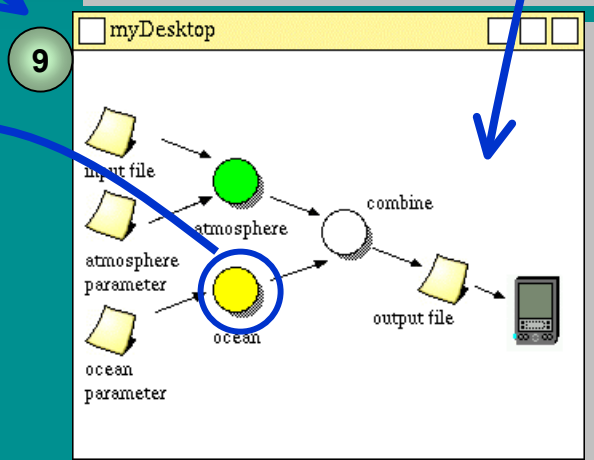 myDesktop
9
input file
combine
atmosphere
atmosphere
parameter
output file
ocean
ocean
parameter